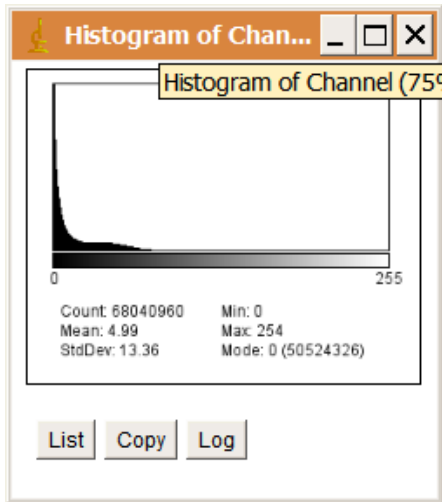 Histogram of Chan...
Histogram of Channel (75%
0 255
Count: 68040960 Min: 0
Mean: 4.99 Max: 254
StdDev: 13.36 Mode: 0 (50524326)
List Copy Log